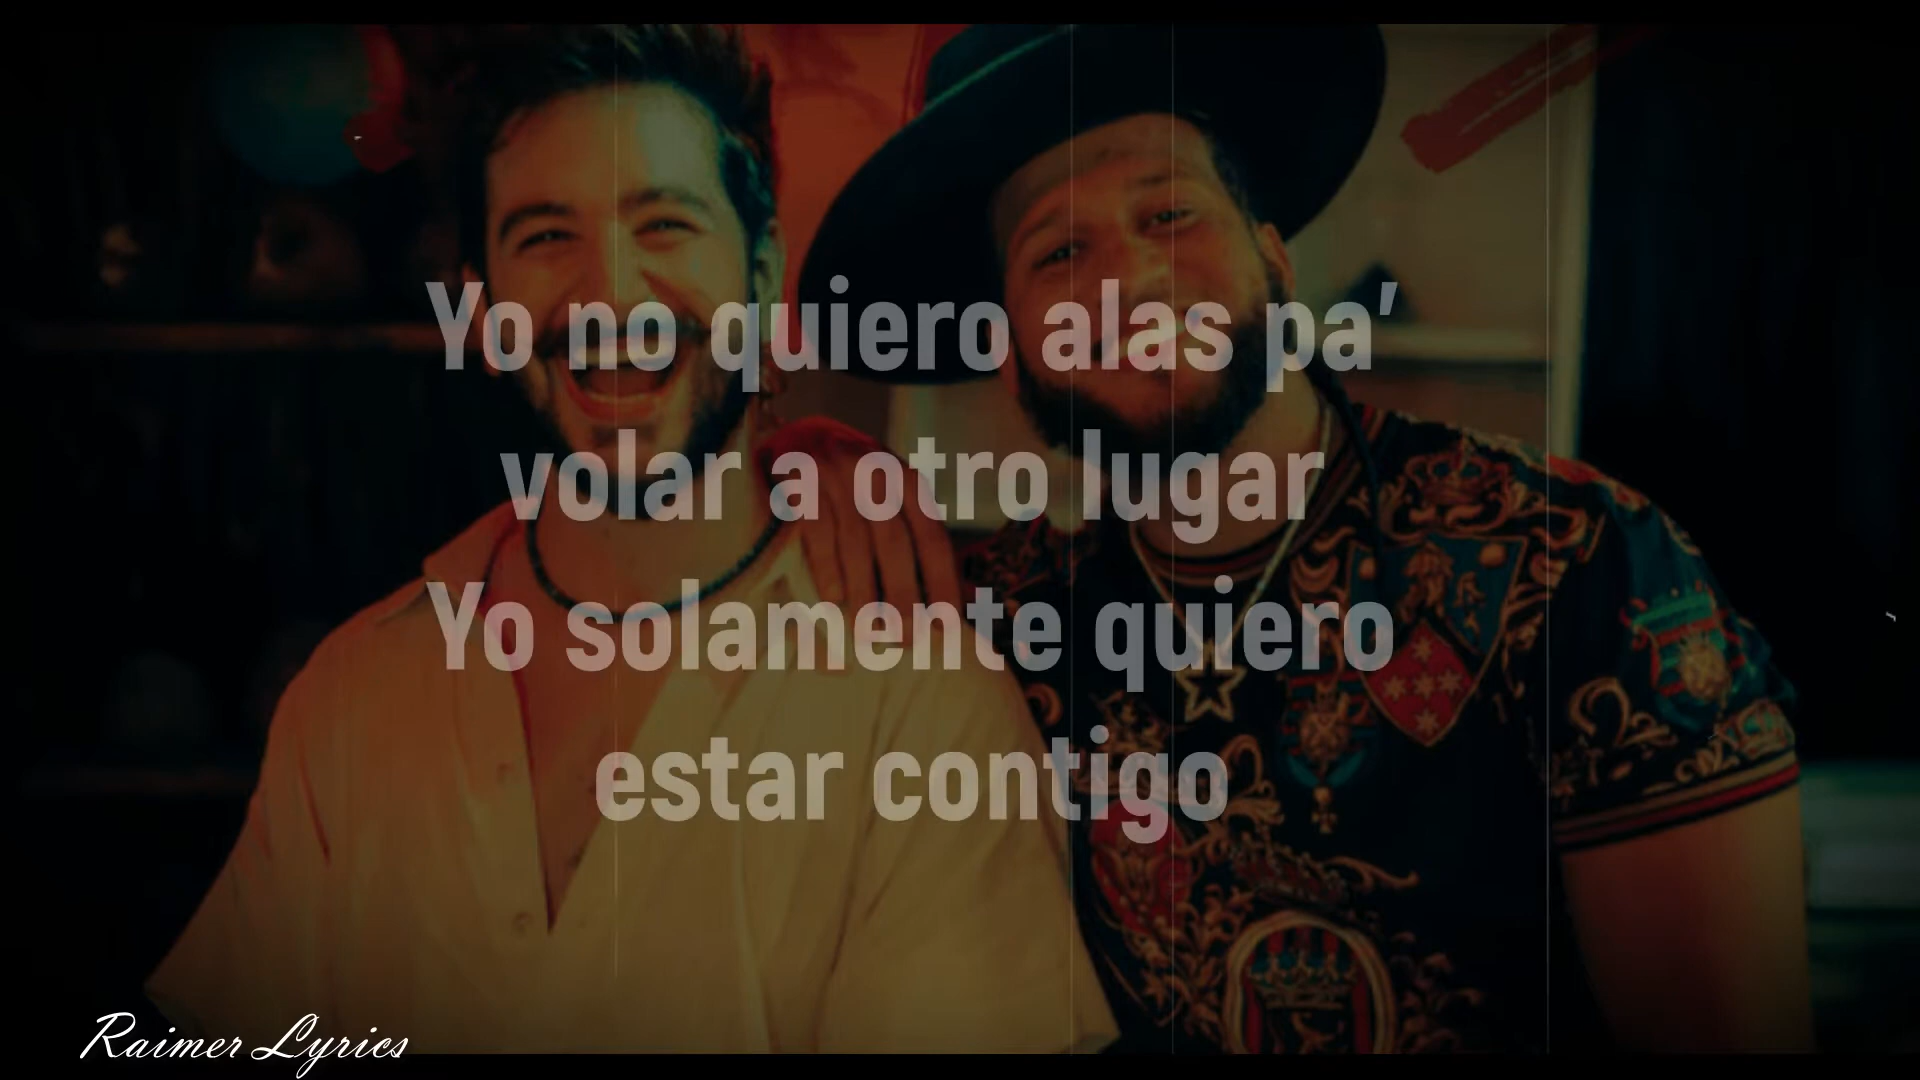 Yo no quiero alas pa'
volar a otro lugar
Yo solamente quiero
estar contigo
Raimer Lyrics